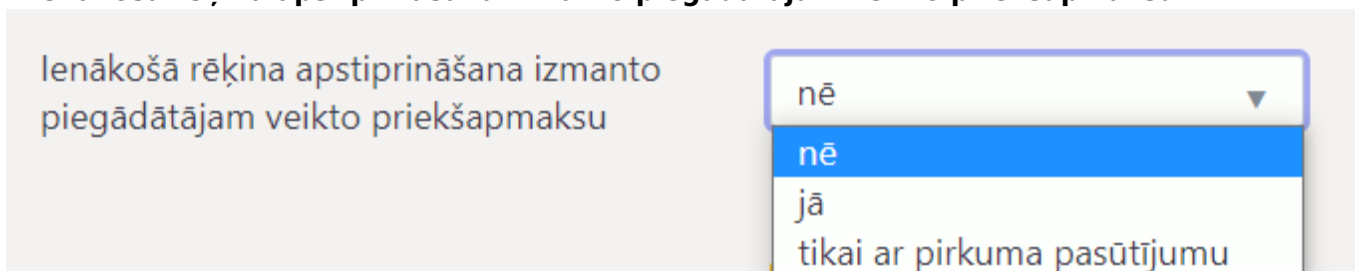 Ienākošā rēķina apstiprināšana izmanto
piegādātājam veikto priekšapmaksu
nē
nē
jā
tikai ar pirkuma pasūtījumu